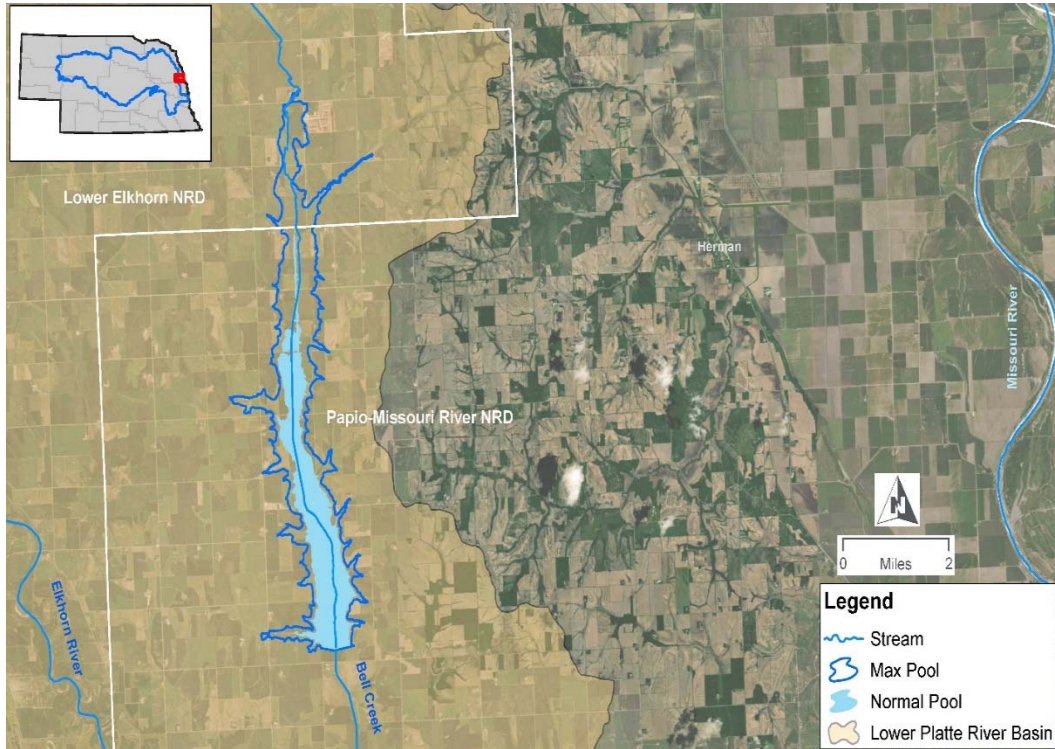 Lower Elkhorn NRD
Herman
Missouri River
Papio-Missouri River NRD
Elkhorn River
Bell Creek
N
0 Miles 2
Legend
Stream
Max Pool
Normal Pool
Lower Platte River Basin